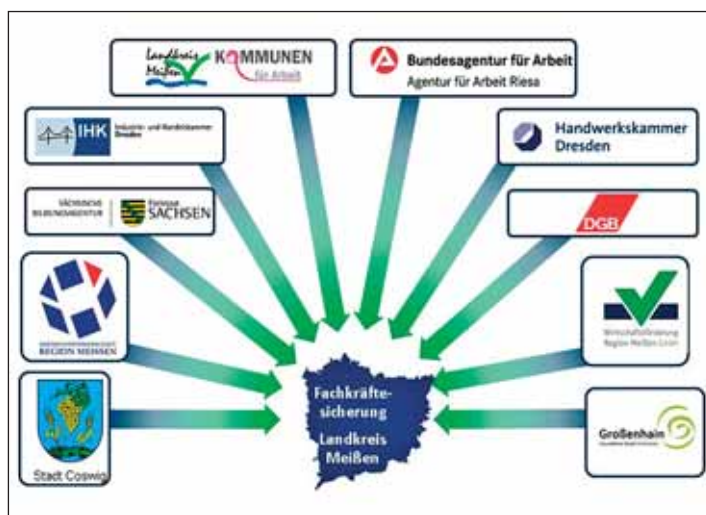 Landkreis
Meißen
KOMMUNEN
für Arbeit
Bundesagentur für Arbeit
Agentur für Arbeit Riesa
IHK
Industrie- und Handelskammer
Dresden
Handwerkskammer
Dresden
SÄCHSISCHE
BILDUNGSAGENTUR
Freistaat
SACHSEN
DGB
REGION MEISSEN
Wirtschaftsförderung
Region Meißen GmbH
Stadt Coswig
Großenhain
Fachkräfte-
sicherung
Landkreis
Meißen